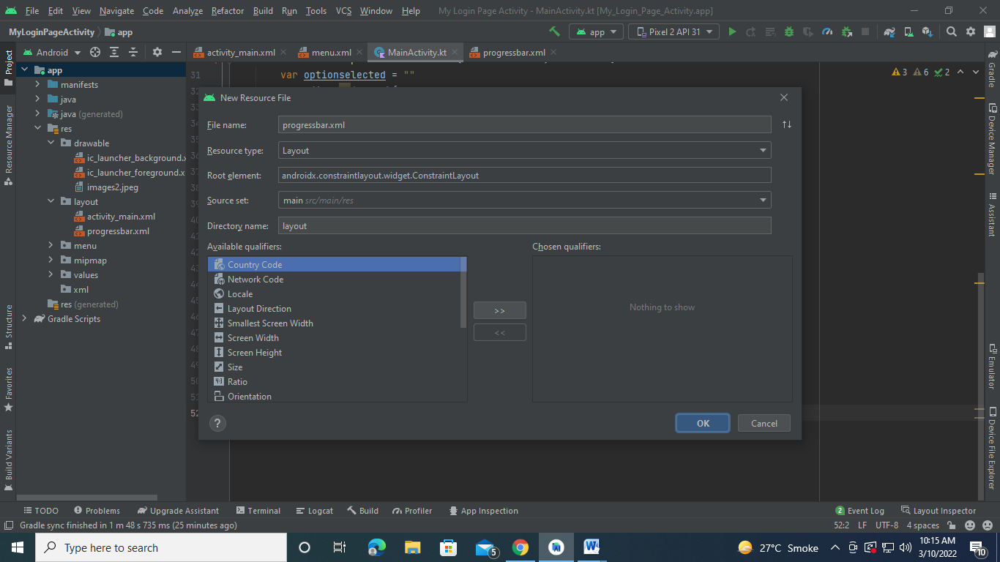 File Edit View Navigate Code Analyze Refactor Build Run Tools VCS Window Help My Login Page Activity - MainActivity.kt [My_Login_Page_Activity.app]
MyLoginPageActivity app app Pixel 2 API 31
Android activity_main.xml menu.xml MainActivity.kt progressbar.xml
app
manifests
java
java (generated)
res
drawable
ic_launcher_background.x
ic_launcher_foreground.x
images2.jpeg
layout
activity_main.xml
progressbar.xml
menu
mipmap
values
xml
res (generated)
Gradle Scripts
31 var optionselected = ""
3 6 2
New Resource File
File name: progressbar.xml
Resource type: Layout
Root element: androidx.constraintlayout.widget.ConstraintLayout
Source set: main src/main/res
Directory name: layout
Available qualifiers: Chosen qualifiers:
Country Code
Network Code
Locale
Layout Direction
Smallest Screen Width
Screen Width
Screen Height
Size
Ratio
Orientation
>>
<<
Nothing to show
? OK Cancel
Project
Resource Manager
Structure
Favorites
Build Variants
Gradle
Device Manager
Assistant
Emulator
Device File Explorer
TODO Problems Upgrade Assistant Terminal Logcat Build Profiler App Inspection 2 Event Log Layout Inspector
Gradle sync finished in 1 m 48 s 735 ms (25 minutes ago) 52:2 LF UTF-8 4 spaces
Type here to search 5 27°C Smoke 10:15 AM
3/10/2022 10